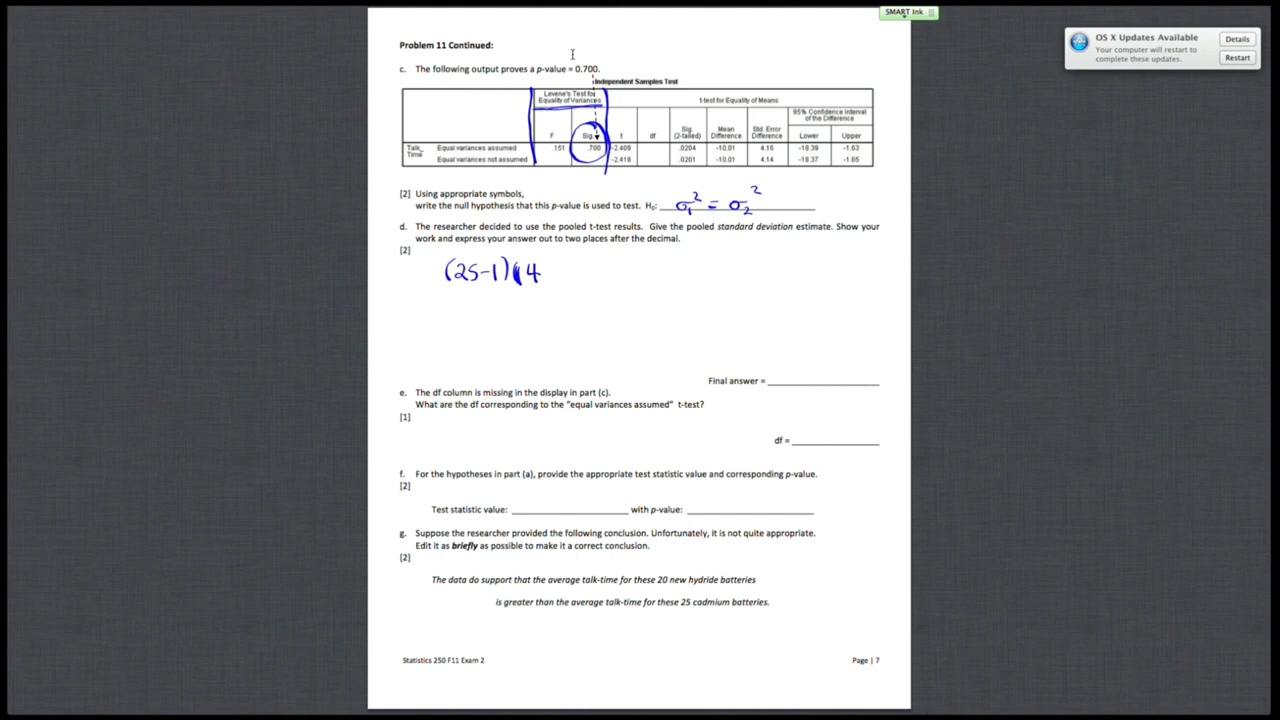 SMART Ink
OS X Updates Available
Your computer will restart to
complete these updates.
Details
Restart
Problem 11 Continued:
c. The following output proves a p-value = 0.700.
Independent Samples Test
Levene's Test for
Equality of Variances
t-test for Equality of Means
95% Confidence Interval
of the Difference
F Sig. t df Sig. (2-tailed) Mean Difference Std. Error Difference Lower Upper
Talk_Time Equal variances assumed .151 .700 -2.409 .0204 -10.01 4.16 -18.39 -1.63
Equal variances not assumed -2.418 .0201 -10.01 4.14 -18.37 -1.65
[2] Using appropriate symbols,
write the null hypothesis that this p-value is used to test. H₀: σ₁² = σ₂²
d. The researcher decided to use the pooled t-test results. Give the pooled standard deviation estimate. Show your
work and express your answer out to two places after the decimal.
[2]
(25-1)(14
Final answer = ______________
e. The df column is missing in the display in part (c).
What are the df corresponding to the "equal variances assumed" t-test?
[1]
df = ______________
f. For the hypotheses in part (a), provide the appropriate test statistic value and corresponding p-value.
[2]
Test statistic value: ______________ with p-value: ______________
g. Suppose the researcher provided the following conclusion. Unfortunately, it is not quite appropriate.
Edit it as briefly as possible to make it a correct conclusion.
[2]
The data do support that the average talk-time for these 20 new hydride batteries
is greater than the average talk-time for these 25 cadmium batteries.
Statistics 250 F11 Exam 2
Page | 7